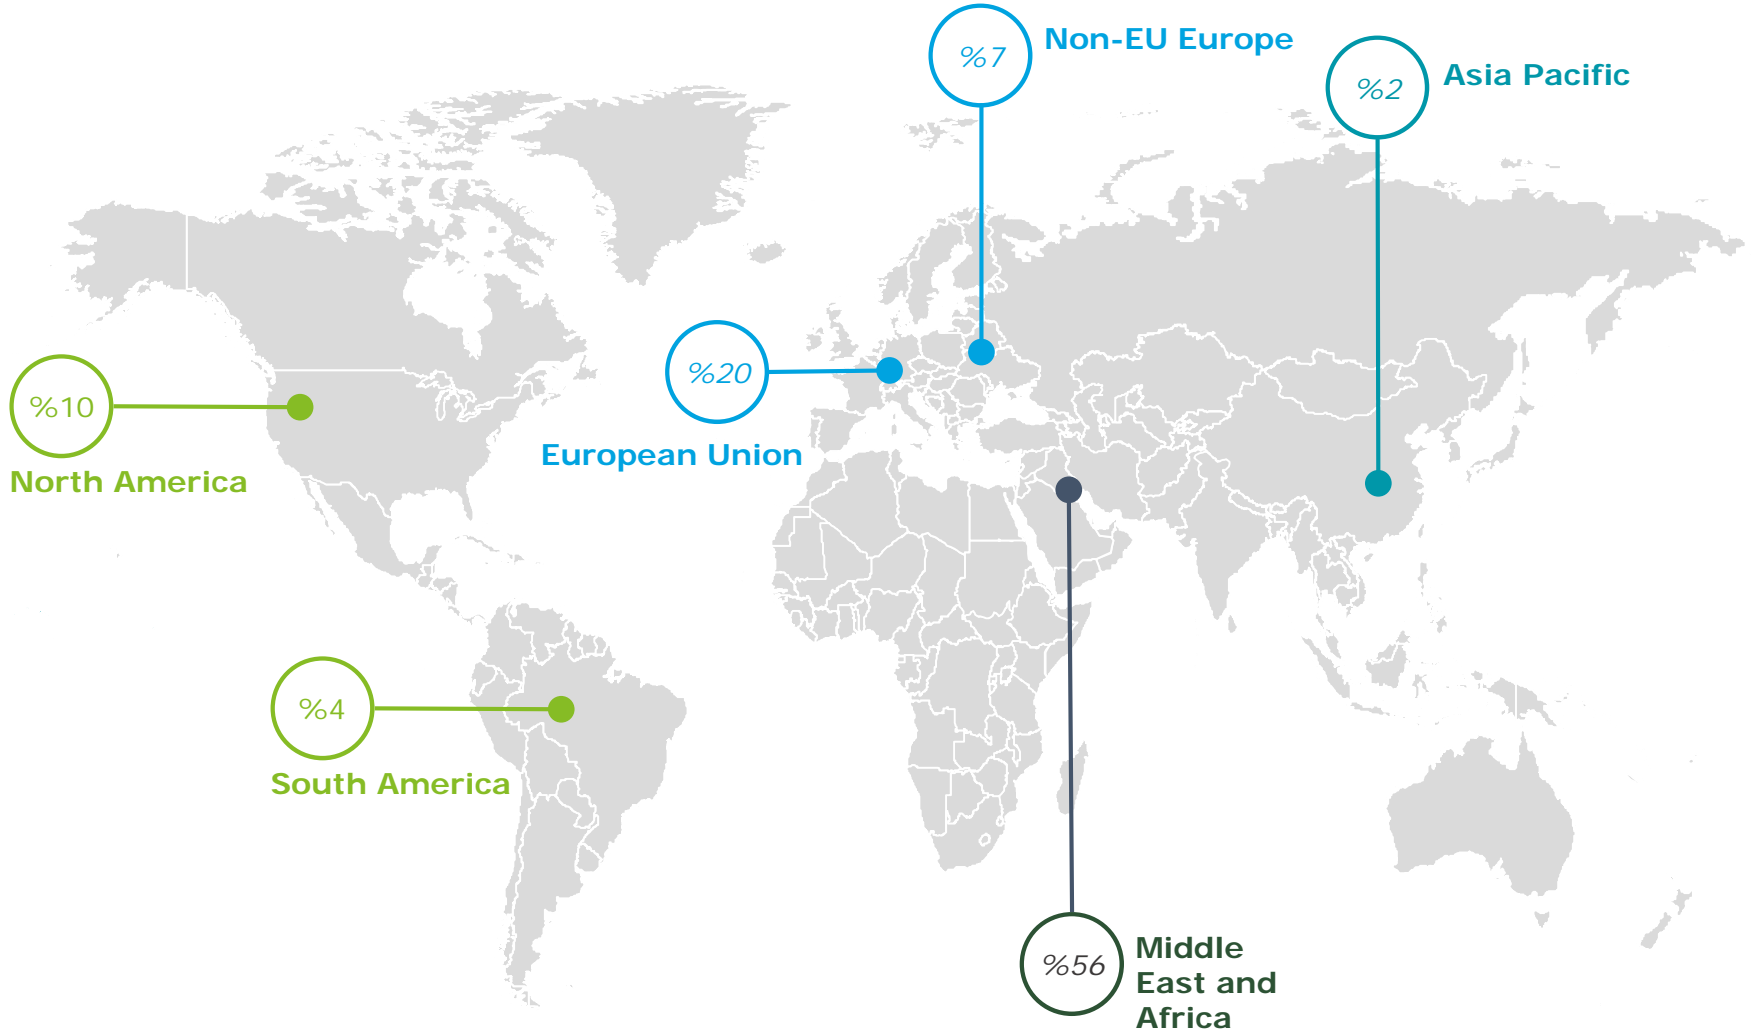 %7
Non-EU Europe
%2
Asia Pacific
%20
European Union
%10
North America
%4
South America
%56
Middle
East and
Africa